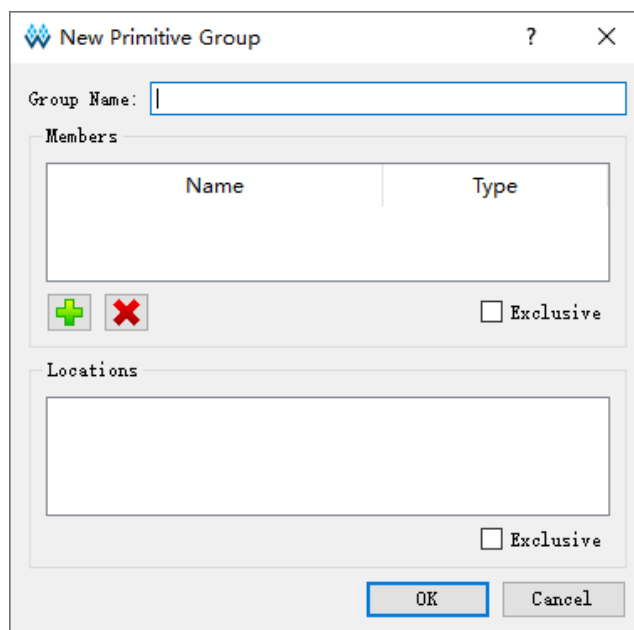 New Primitive Group
Group Name:
Members
Name Type
Exclusive
Locations
Exclusive
OK Cancel